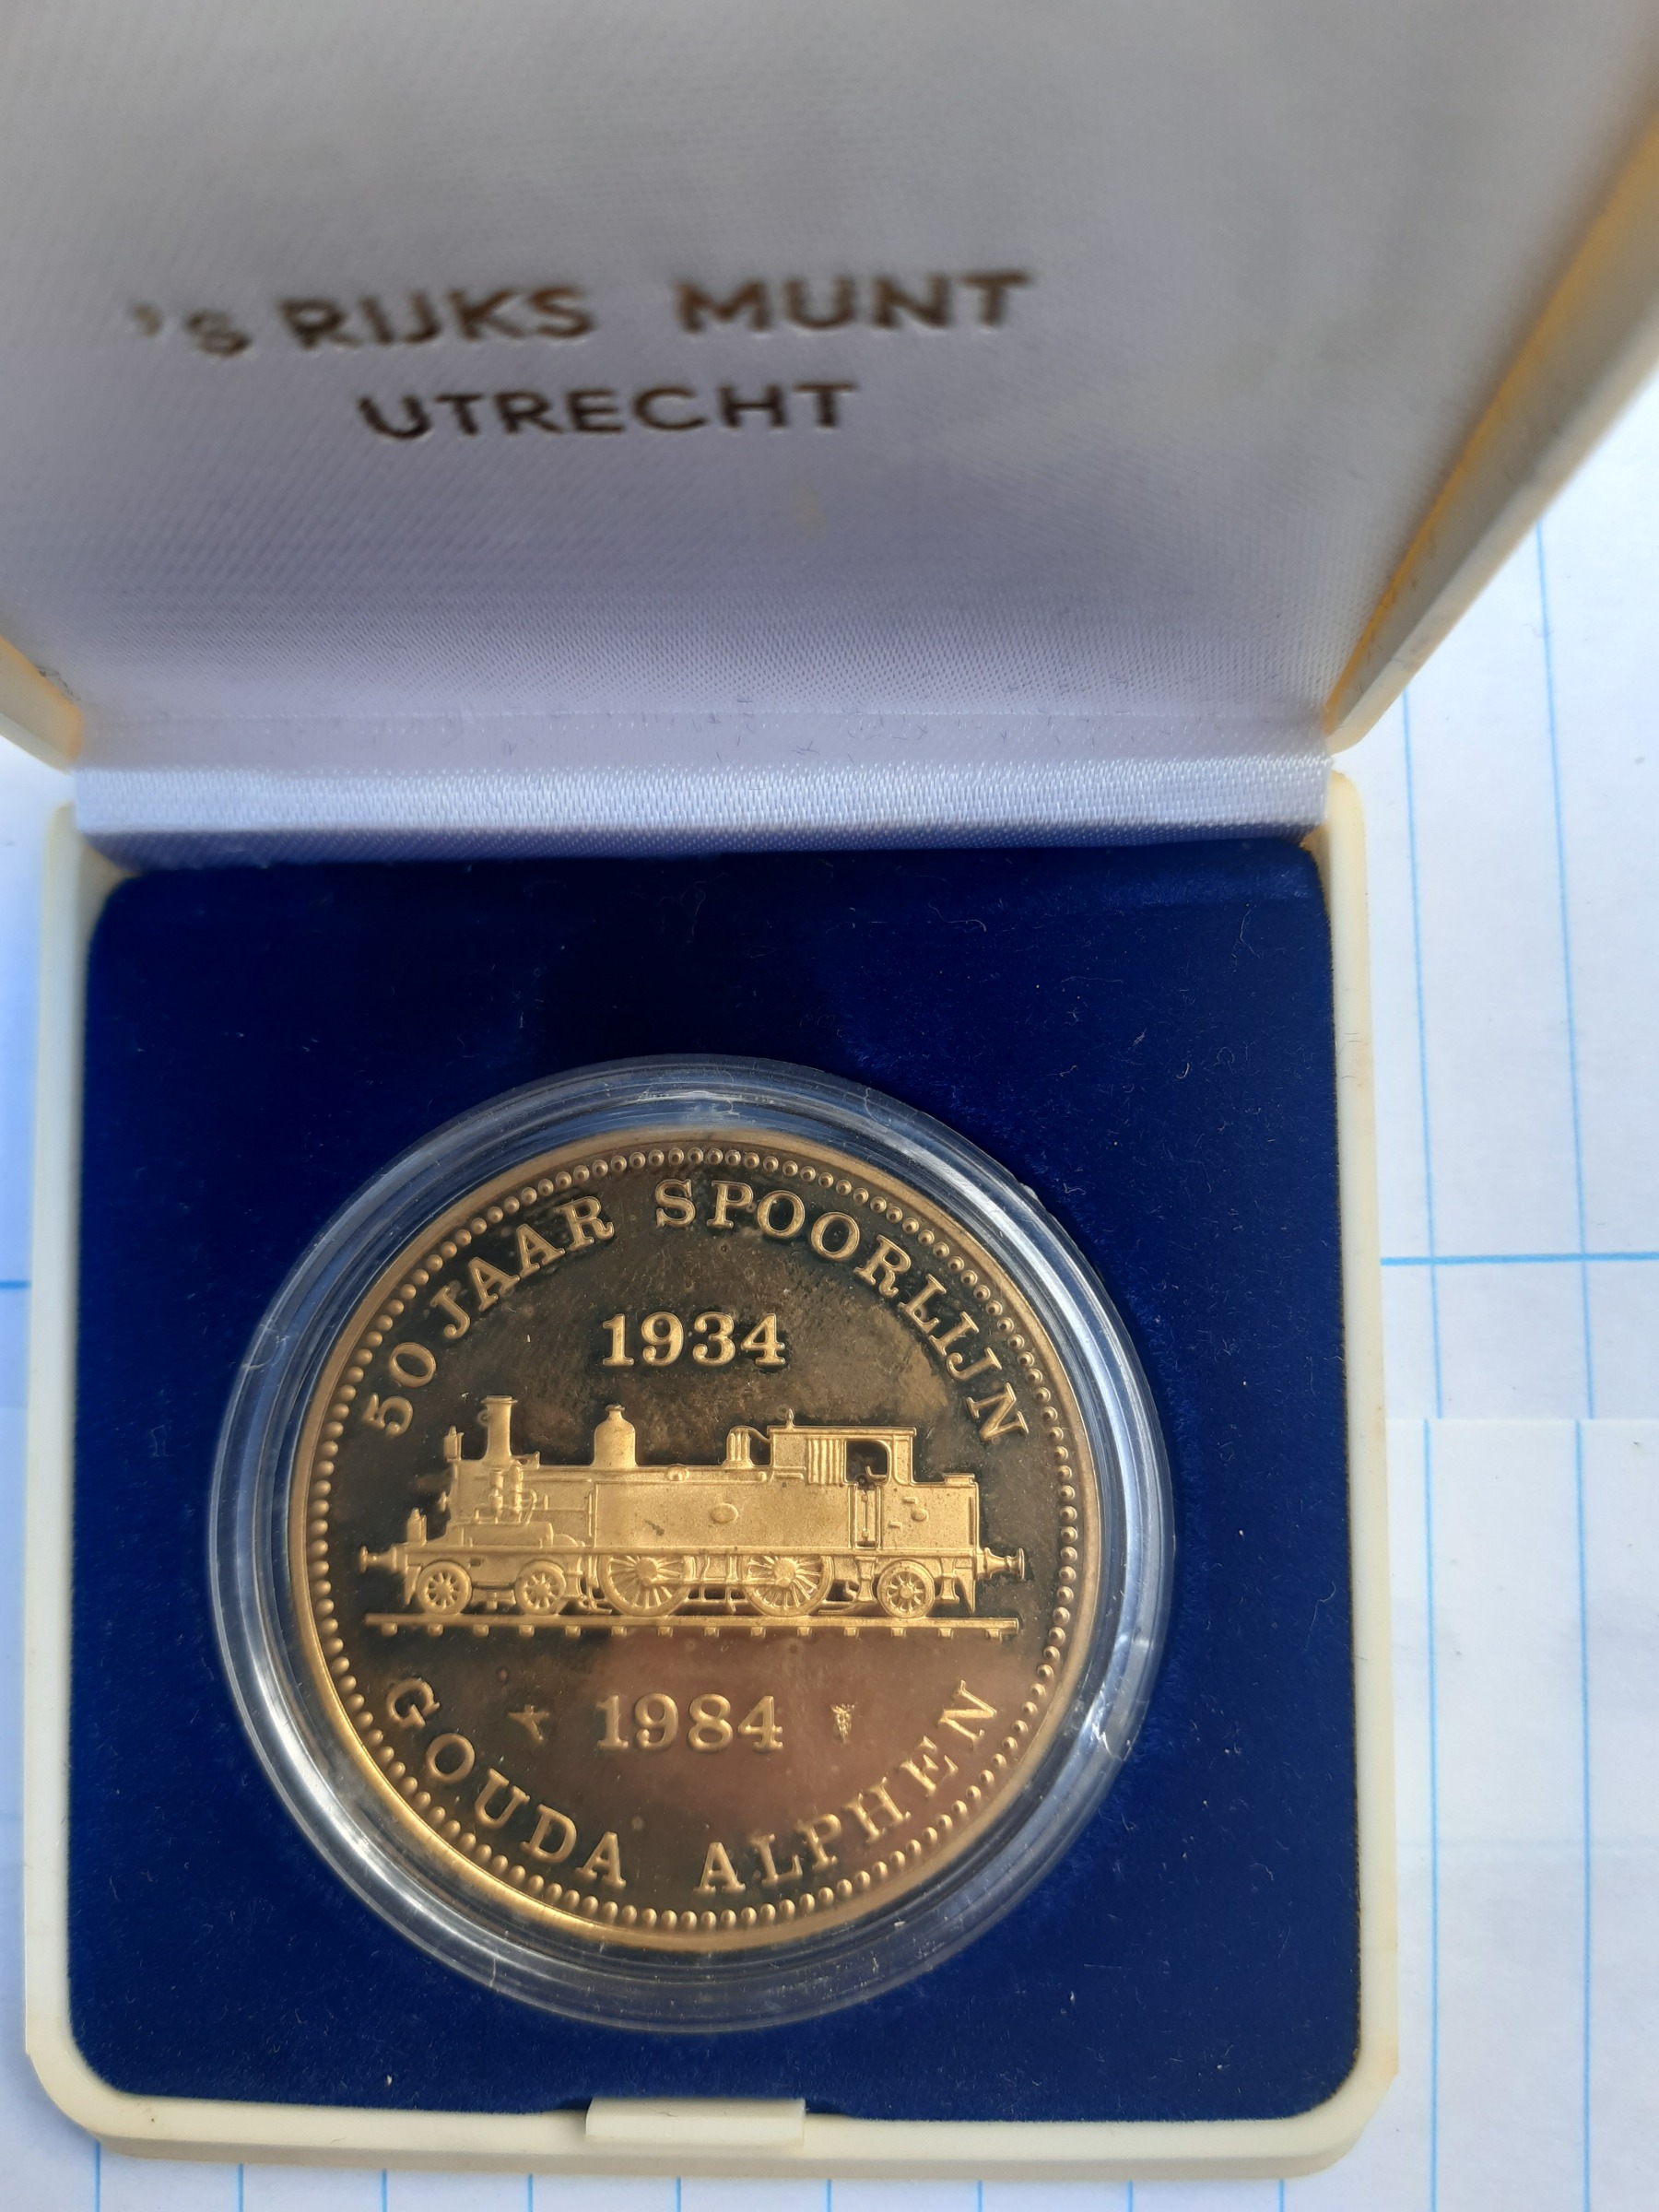 's RIJKS MUNT
UTRECHT
50 JAAR SPOORLIJN
1934
1984
GOUDA ALPHEN